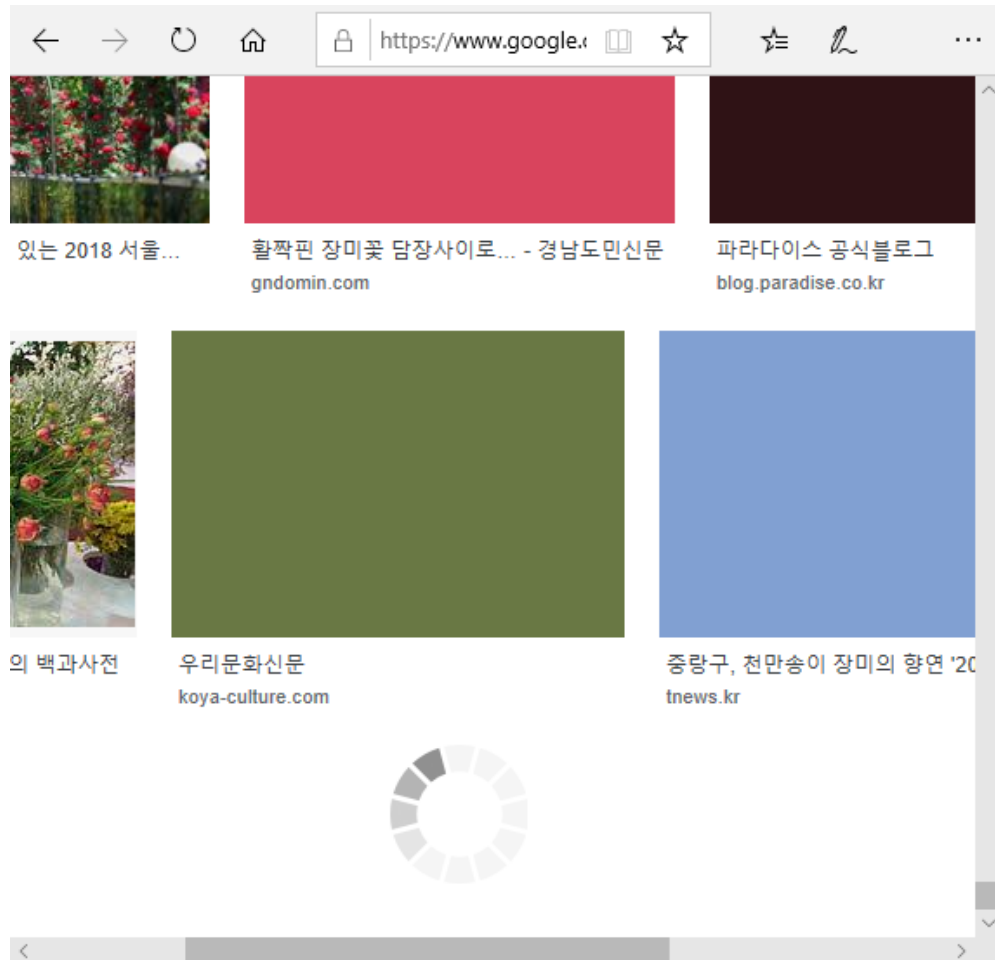 https://www.google.c
있는 2018 서울...
활짝핀 장미꽃 담장사이로... - 경남도민신문
gndomin.com
파라다이스 공식블로그
blog.paradise.co.kr
의 백과사전
우리문화신문
koya-culture.com
중랑구, 천만송이 장미의 향연 '20
tnews.kr